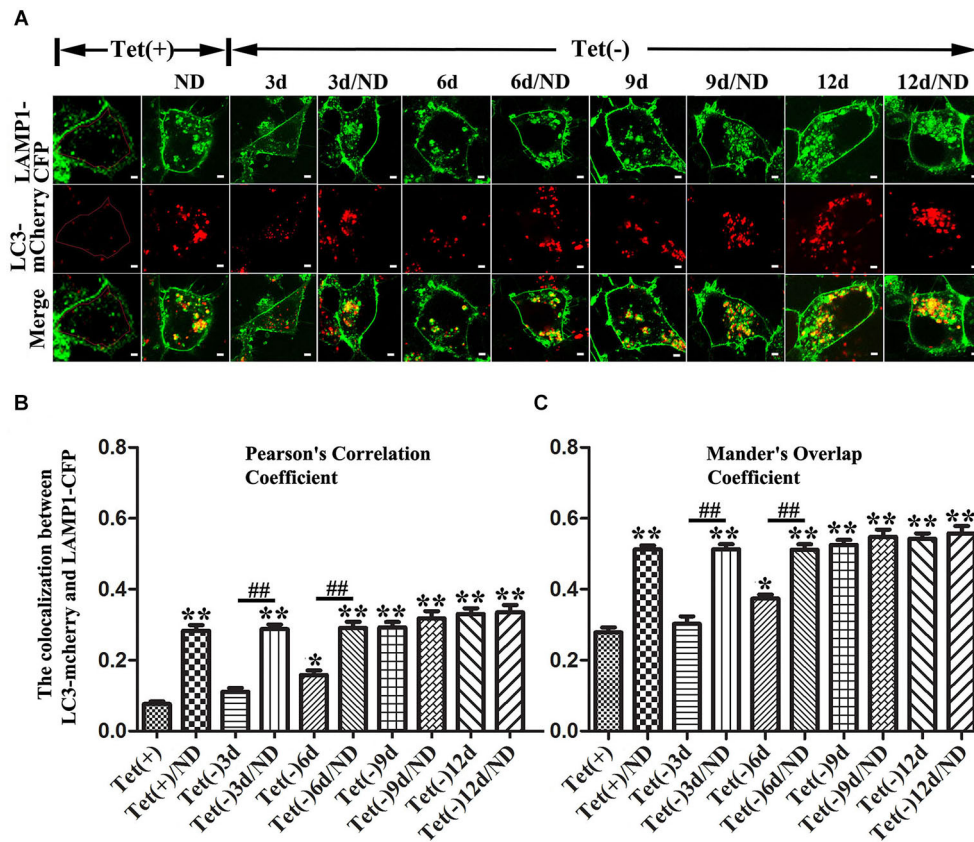 A
Tet(+)
Tet(-)
ND
3d
3d/ND
6d
6d/ND
9d
9d/ND
12d
12d/ND
LAMP1-
CFP
LC3-
mCherry
Merge
B
The colocalization between
LC3-mcherry and LAMP1-CFP
0.8
0.6
0.4
0.2
0.0
Pearson's Correlation
Coefficient
**
##
**
*
##
**
**
**
**
**
Tet(+)
Tet(+)/ND
Tet(-)3d
Tet(-)3d/ND
Tet(-)6d
Tet(-)6d/ND
Tet(-)9d
Tet(-)9d/ND
Tet(-)12d
Tet(-)12d/ND
C
0.8
0.6
0.4
0.2
0.0
Mander's Overlap
Coefficient
**
##
**
*
##
**
**
**
**
**
Tet(+)
Tet(+)/ND
Tet(-)3d
Tet(-)3d/ND
Tet(-)6d
Tet(-)6d/ND
Tet(-)9d
Tet(-)9d/ND
Tet(-)12d
Tet(-)12d/ND